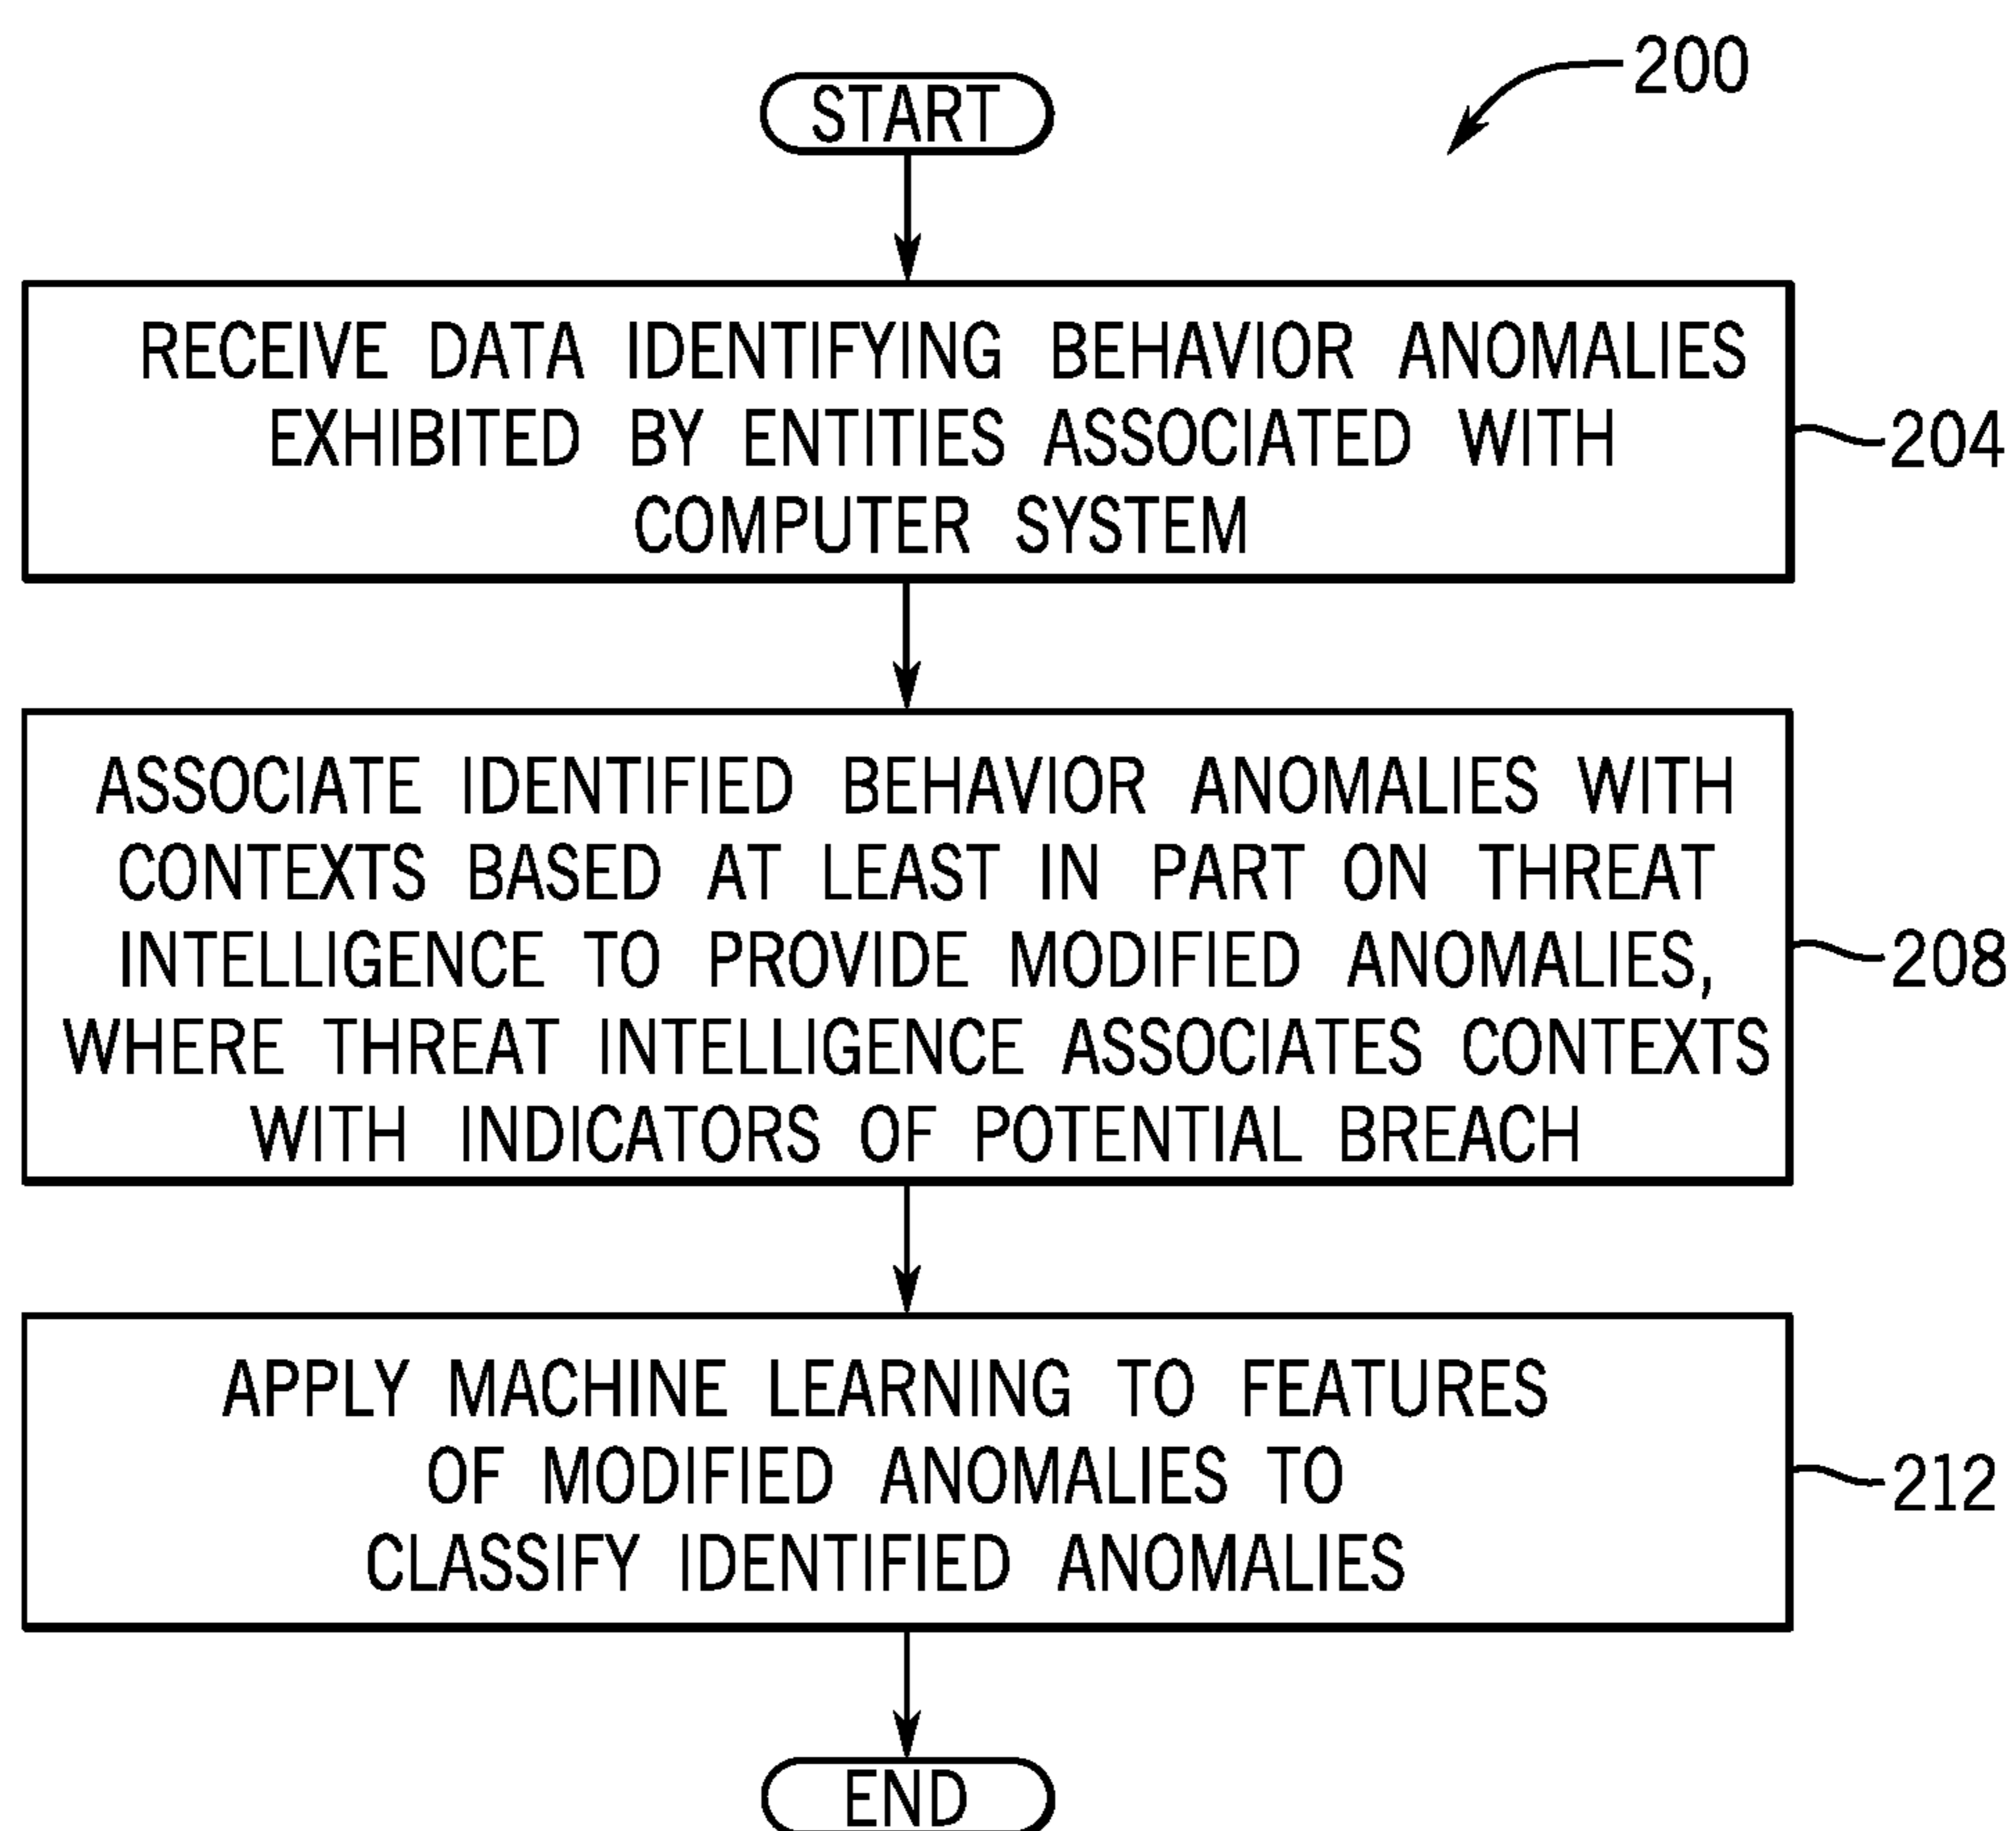 200
START
RECEIVE DATA IDENTIFYING BEHAVIOR ANOMALIES
EXHIBITED BY ENTITIES ASSOCIATED WITH
COMPUTER SYSTEM
204
ASSOCIATE IDENTIFIED BEHAVIOR ANOMALIES WITH
CONTEXTS BASED AT LEAST IN PART ON THREAT
INTELLIGENCE TO PROVIDE MODIFIED ANOMALIES,
WHERE THREAT INTELLIGENCE ASSOCIATES CONTEXTS
WITH INDICATORS OF POTENTIAL BREACH
208
APPLY MACHINE LEARNING TO FEATURES
OF MODIFIED ANOMALIES TO
CLASSIFY IDENTIFIED ANOMALIES
212
END